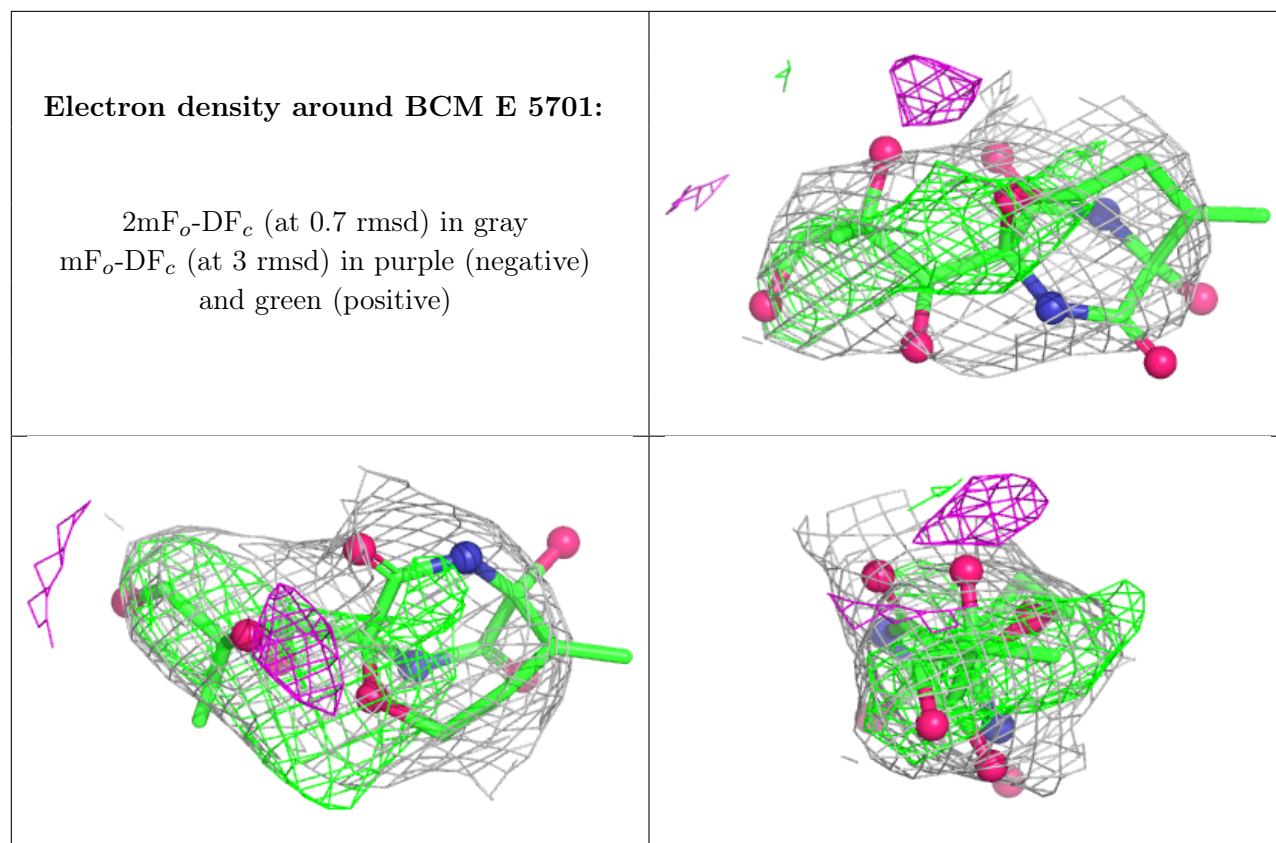 Electron density around BCM E 5701:
2mFo-DFc (at 0.7 rmsd) in gray
mFo-DFc (at 3 rmsd) in purple (negative)
and green (positive)